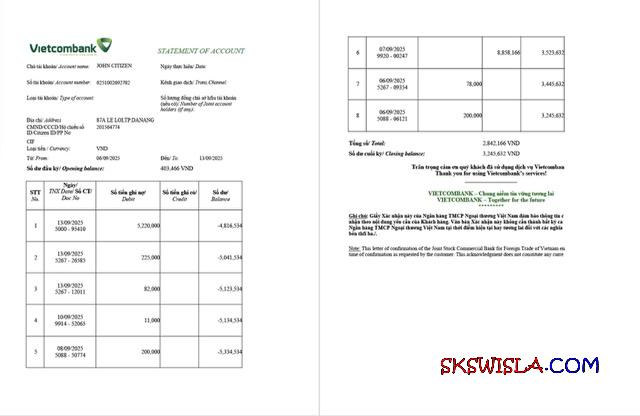 Vietcombank
STATEMENT OF ACCOUNT
Chủ tài khoản/ Account name: JOHN CITIZEN
Ngày thực hiện/ Date:
Số tài khoản/ Account number: 0251002692702
Kênh giao dịch/ Trans.Channel:
Loại tài khoản/ Type of account:
Số lượng đồng chủ sở hữu tài khoản
(nếu có)/ Number of Joint account
holders (if any):
Địa chỉ/ Address 87A LE LOI,TP.DANANG
CMND/CCCD/Hộ chiếu số 201564774
ID/Citizen ID/PP No
CIF
Loại tiền / Currency: VND
Từ/ From: 06/09/2025 Đến/ To: 13/09/2025
Số dư đầu kỳ/ Opening balance: 403,466 VND
STT No. Ngày/ TNX Date/ Số CT/ Doc No Số tiền ghi nợ/ Debit Số tiền ghi có/ Credit Số dư/ Balance
1 13/09/2025 5,220,000 -4,816,534
5000 - 95410
2 13/09/2025 225,000 -5,041,534
5267 - 26585
3 13/09/2025 82,000 -5,123,534
5267 - 12011
4 10/09/2025 11,000 -5,134,534
9914 - 52065
5 08/09/2025 200,000 -5,334,534
5088 - 50774
6 07/09/2025 8,858,166 3,523,632
9920 - 00247
7 06/09/2025 78,000 3,445,632
5267 - 09354
8 06/09/2025 200,000 3,245,632
5088 - 06121
Tổng số/ Total: 2,842,166 VND
Số dư cuối kỳ/ Closing balance: 3,245,632 VND
Trân trọng cám ơn quý khách đã sử dụng dịch vụ Vietcomban
Thank you for using Vietcombank's services!
VIETCOMBANK – Chung niềm tin vững tương lai
VIETCOMBANK – Together for the future
*********
Ghi chú: Giấy Xác nhận này của Ngân hàng TMCP Ngoại thương Việt Nam đảm bảo thông tin c
nhận theo nội dung yêu cầu của Khách hàng. Văn bản Xác nhận này không cấu thành bất kỳ ca
Ngân hàng TMCP Ngoại thương Việt Nam tại thời điểm hiện tại hay tương lai đối với các nghĩa
bên thứ ba./.
Note: This letter of confirmation of the Joint Stock Commercial Bank for Foreign Trade of Vietnam en
time of confirmation as requested by the customer. This acknowledgment does not constitute any curre
SKSWISLA.COM